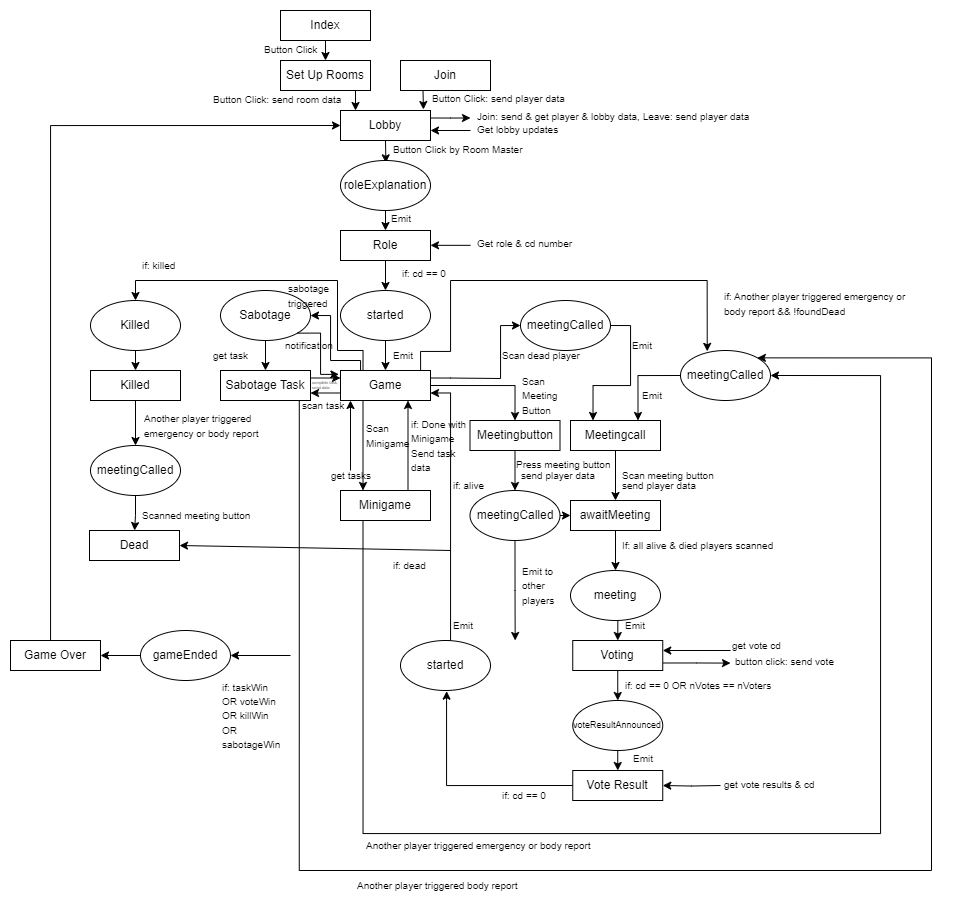 Index
Button Click
Set Up Rooms
Join
Button Click: send room data
Button Click: send player data
Lobby
Join: send & get player & lobby data, Leave: send player data
Get lobby updates
Button Click by Room Master
roleExplanation
Emit
Role
Get role & cd number
if: killed
if: cd == 0
sabotage
triggered
if: Another player triggered emergency or
body report && !foundDead
Killed
Sabotage
started
meetingCalled
notification
Emit
get task
Emit
Scan dead player
meetingCalled
Killed
Sabotage Task
Game
Scan
Meeting
Button
Emit
scan task
Another player triggered
emergency or body report
Scan
Minigame
if: Done with
Minigame
Send task
data
Meetingbutton
Meetingcall
meetingCalled
get tasks
if: alive
Press meeting button
send player data
Scan meeting button
send player data
Minigame
Scanned meeting button
meetingCalled
awaitMeeting
Dead
if: dead
If: all alive & died players scanned
Emit to
other
players
meeting
Emit
Emit
Game Over
gameEnded
started
Voting
get vote cd
button click: send vote
if: taskWin
OR voteWin
OR killWin
OR
sabotageWin
if: cd == 0 OR nVotes == nVoters
voteResultAnnounced
Emit
Vote Result
get vote results & cd
if: cd == 0
Another player triggered emergency or body report
Another player triggered body report